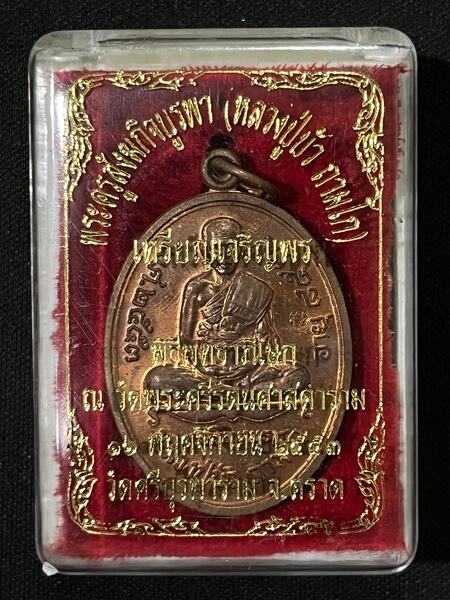 พระครูสังฆกิจบูรพา (หลวงปู่บัว ถามโก)
เหรียญเจริญพร
พิธีพุทธาภิเษก
ณ วัดพระศรีรัตนศาสดาราม
๑๖ พฤศจิกายน ๒๕๕๓
วัดศรีบุรพาราม จ.ตราด